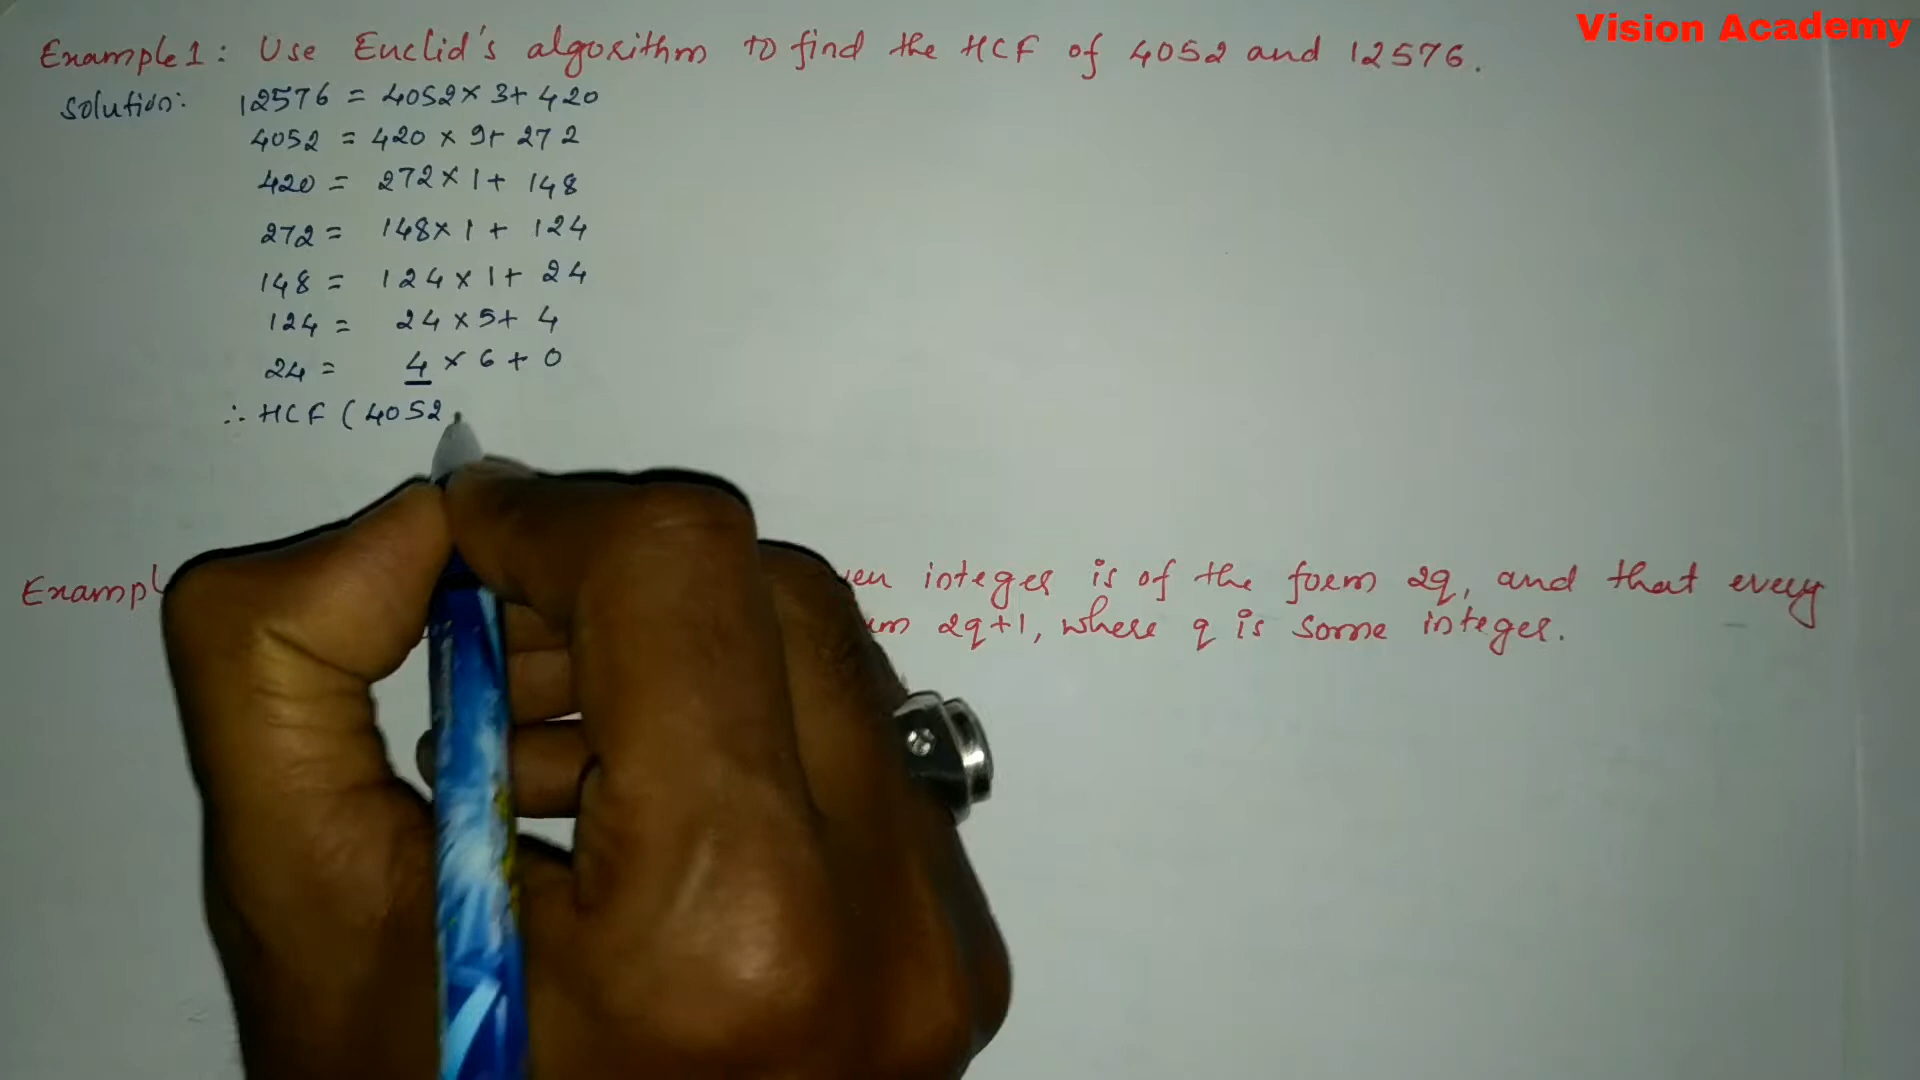 Vision Academy
Example 1: Use Euclid's algorithm to find the HCF of 4052 and 12576.
Solution: 12576 = 4052 × 3 + 420
4052 = 420 × 9 + 272
420 = 272 × 1 + 148
272 = 148 × 1 + 124
148 = 124 × 1 + 24
124 = 24 × 5 + 4
24 = 4 × 6 + 0
∴ HCF (4052
integer is of the form 2q, and that every
2q+1, where q is some integer.